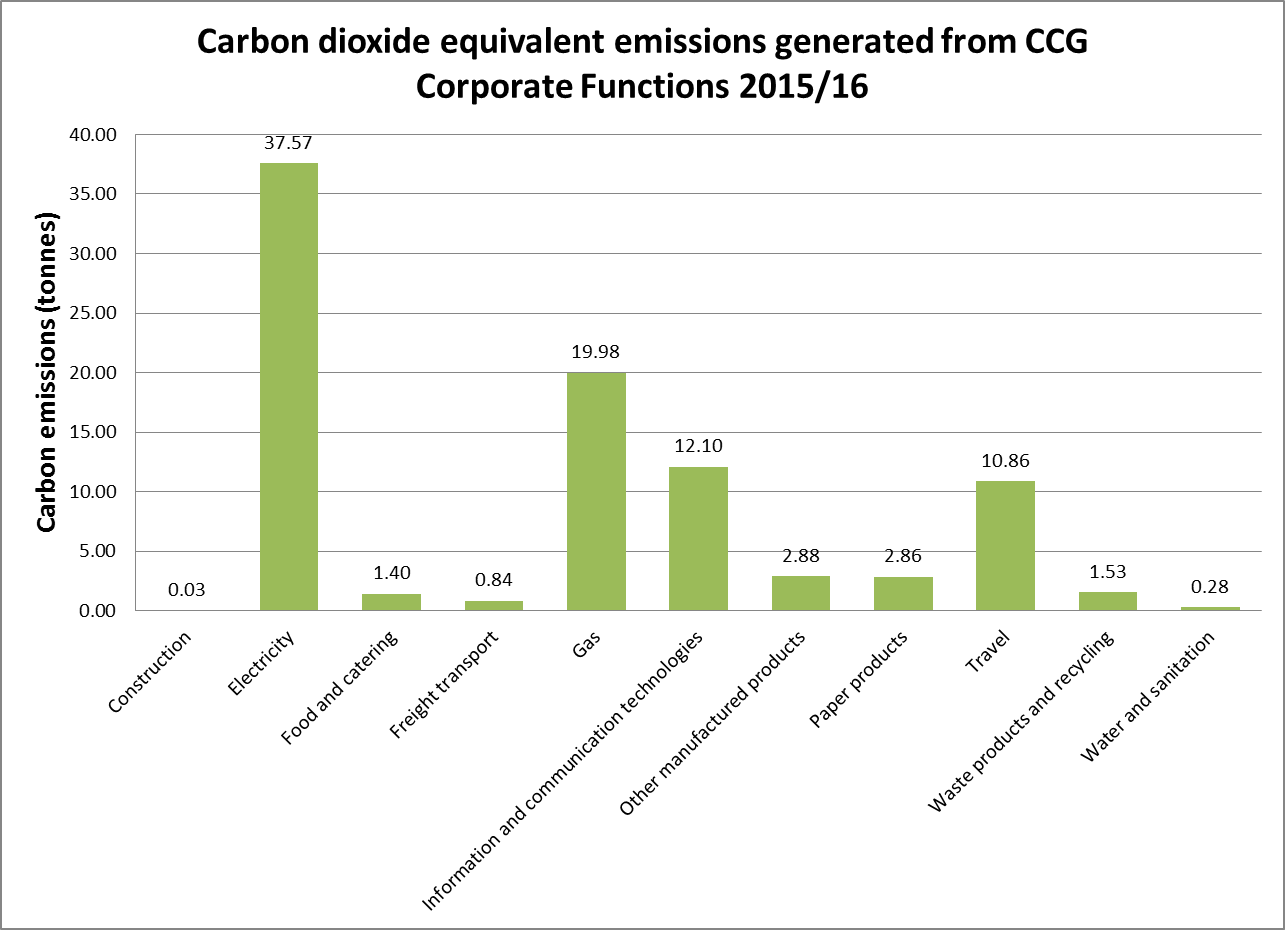 Carbon dioxide equivalent emissions generated from CCG
Corporate Functions 2015/16
Carbon emissions (tonnes)
40.00
35.00
30.00
25.00
20.00
15.00
10.00
5.00
0.00
0.03
37.57
1.40
0.84
19.98
12.10
2.88
2.86
10.86
1.53
0.28
Construction
Electricity
Food and catering
Freight transport
Gas
Information and communication technologies
Other manufactured products
Paper products
Travel
Waste products and recycling
Water and sanitation